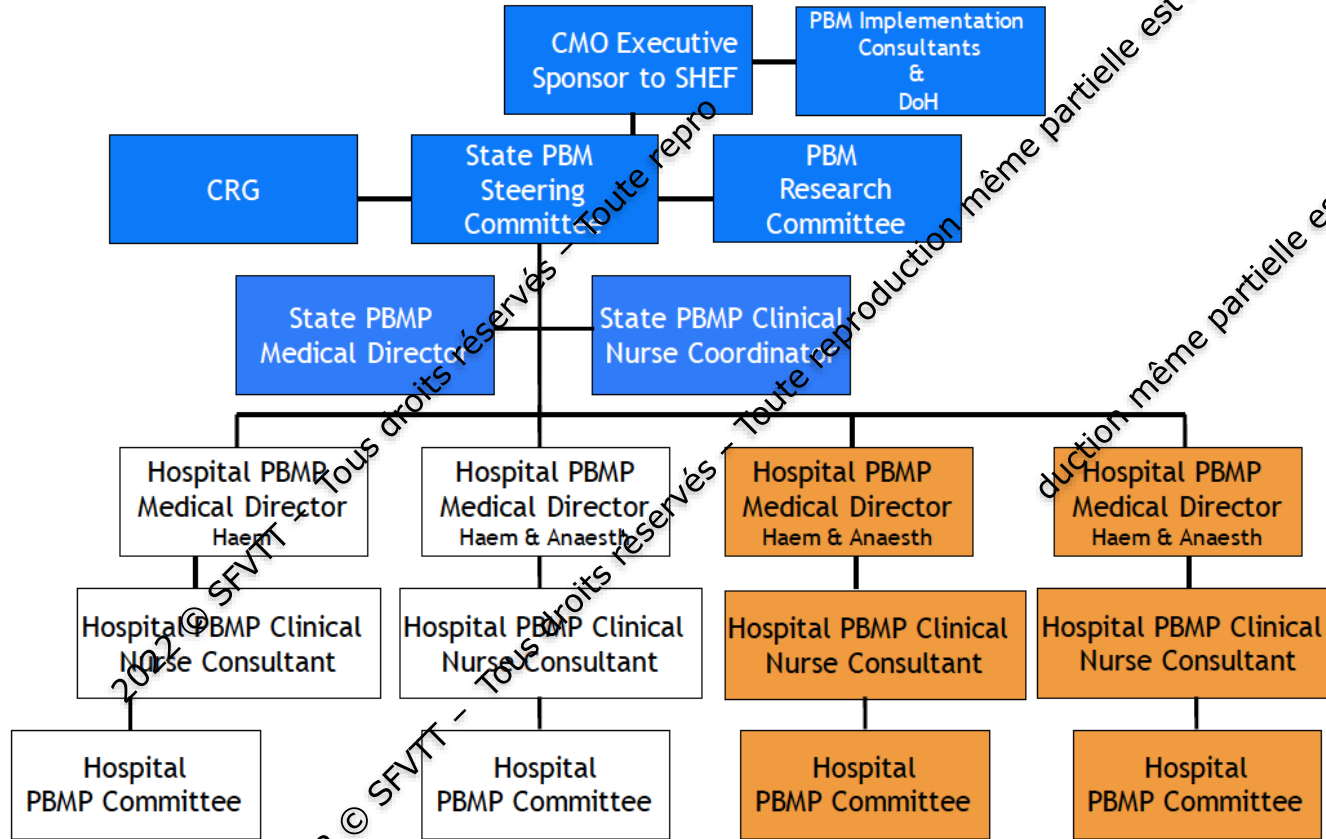 CMO Executive
Sponsor to SHEF
PBM Implementation
Consultants
&
DoH
CRG
State PBM
Steering
Committee
PBM
Research
Committee
State PBMP
Medical Director
State PBMP Clinical
Nurse Coordinator
Hospital PBMP
Medical Director
Haem
Hospital PBMP
Medical Director
Haem & Anaesth
Hospital PBMP
Medical Director
Haem & Anaesth
Hospital PBMP
Medical Director
Haem & Anaesth
Hospital PBMP Clinical
Nurse Consultant
Hospital PBMP Clinical
Nurse Consultant
Hospital PBMP Clinical
Nurse Consultant
Hospital PBMP Clinical
Nurse Consultant
Hospital
PBMP Committee
Hospital
PBMP Committee
Hospital
PBMP Committee
Hospital
PBMP Committee
2022 © SFVTT – Tous droits réservés – Toute repro
© SFVTT – Tous droits réservés – Toute reproduction même partielle est
duction même partielle es